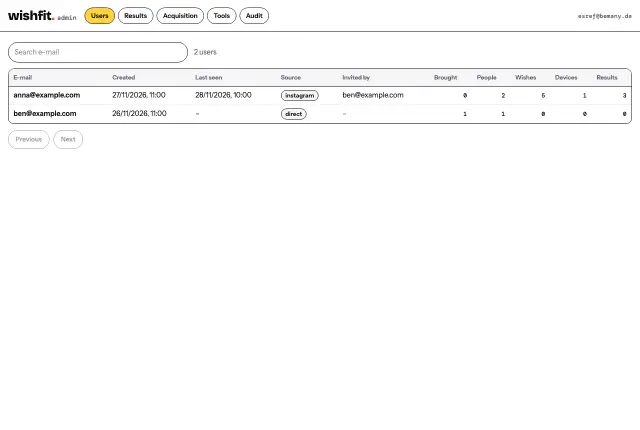 wishfit. admin Users Results Acquisition Tools Audit esref@bemany.de
Search e-mail 2 users
E-mail Created Last seen Source Invited by Brought People Wishes Devices Results
anna@example.com 27/11/2026, 11:00 28/11/2026, 10:00 instagram ben@example.com 0 2 5 1 3
ben@example.com 26/11/2026, 11:00 – direct – 1 1 0 0 0
Previous Next